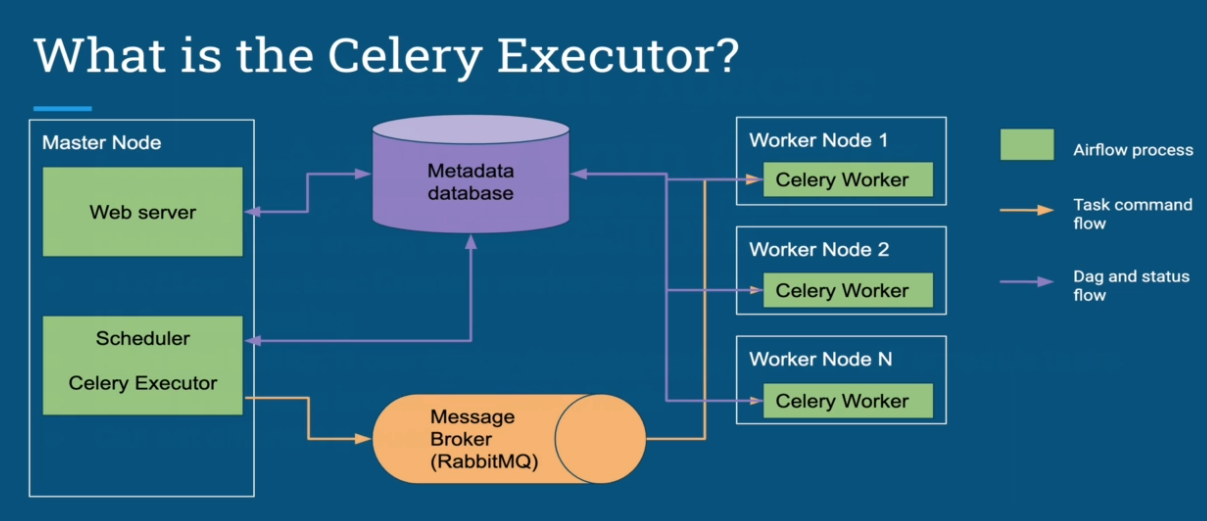 What is the Celery Executor?
Master Node
Web server
Scheduler
Celery Executor
Metadata
database
Message
Broker
(RabbitMQ)
Worker Node 1
Celery Worker
Worker Node 2
Celery Worker
Worker Node N
Celery Worker
Airflow process
Task command
flow
Dag and status
flow